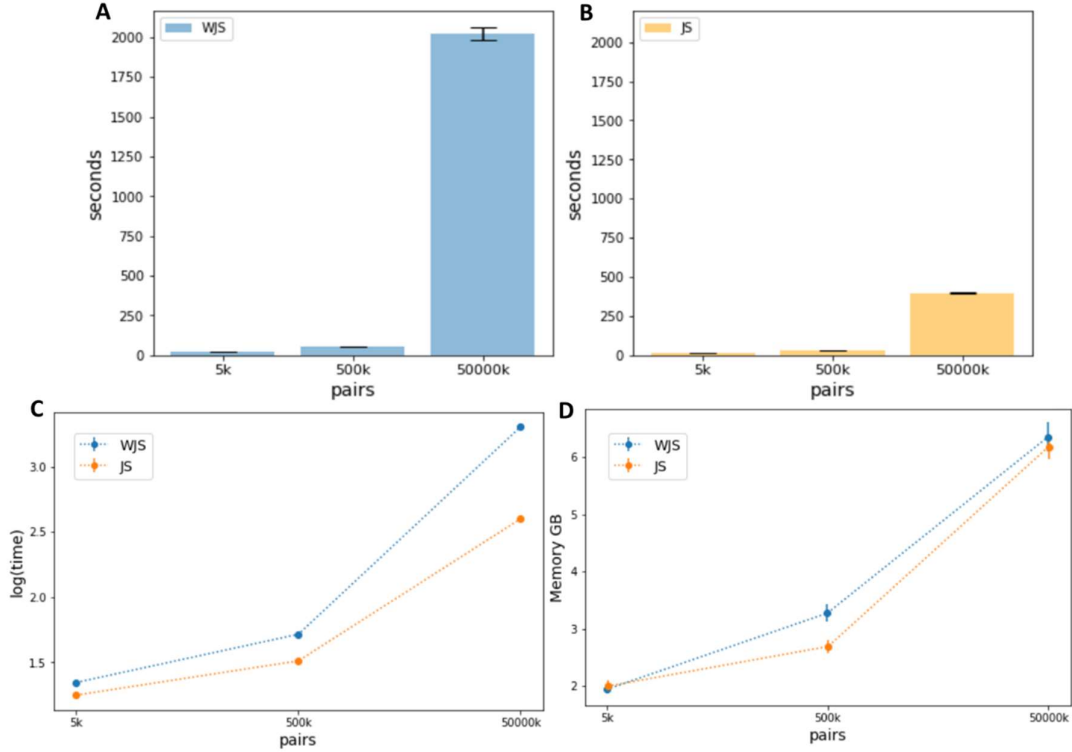 A
WJS
2000
1750
1500
1250
1000
750
500
250
0
seconds
5k 500k 50000k
pairs
B
JS
2000
1750
1500
1250
1000
750
500
250
0
seconds
5k 500k 50000k
pairs
C
WJS
JS
3.0
2.5
2.0
1.5
log(time)
5k 500k 50000k
pairs
D
WJS
JS
6
5
4
3
2
Memory GB
5k 500k 50000k
pairs